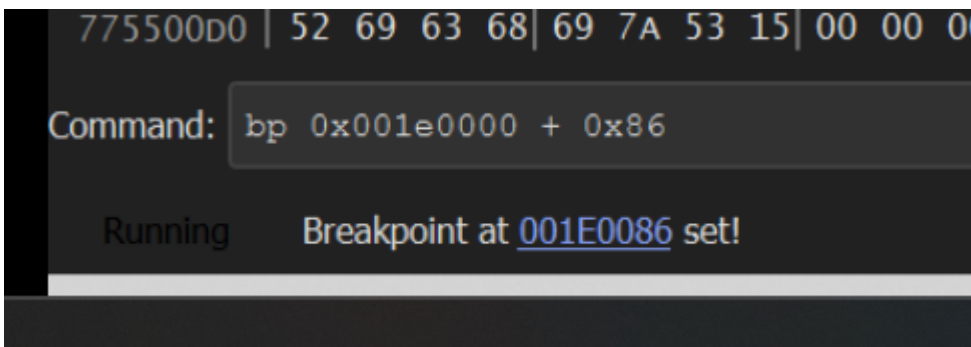 775500D0 | 52 69 63 68| 69 7A 53 15| 00 00
Command: bp 0x001e0000 + 0x86
Running Breakpoint at 001E0086 set!